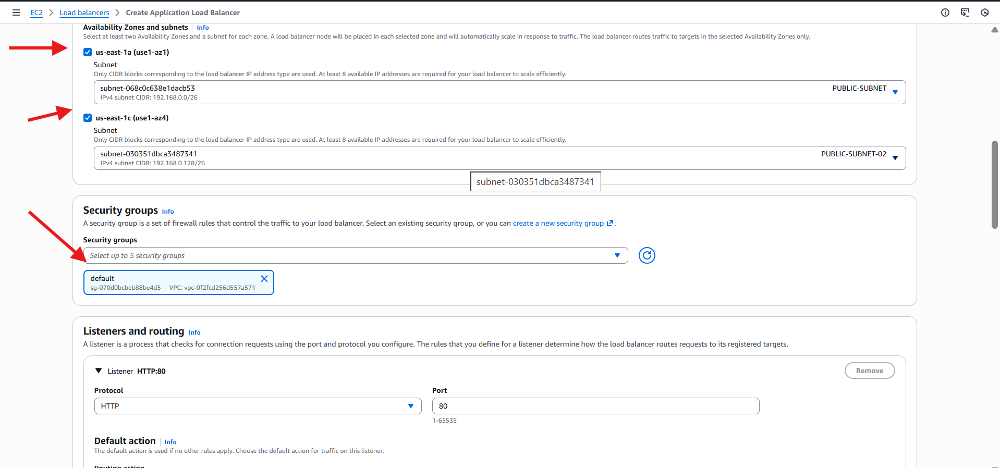 EC2 > Load balancers > Create Application Load Balancer
Availability Zones and subnets | Info
Select at least two Availability Zones and a subnet for each zone. A load balancer node will be placed in each selected zone and will automatically scale in response to traffic. The load balancer routes traffic to targets in the selected Availability Zones only.
us-east-1a (use1-az1)
Subnet
Only CIDR blocks corresponding to the load balancer IP address type are used. At least 8 available IP addresses are required for your load balancer to scale efficiently.
subnet-068c0c638e1dacb53 PUBLIC-SUBNET
IPv4 subnet CIDR: 192.168.0.0/26
us-east-1c (use1-az4)
Subnet
Only CIDR blocks corresponding to the load balancer IP address type are used. At least 8 available IP addresses are required for your load balancer to scale efficiently.
subnet-030351dbca3487341 PUBLIC-SUBNET-02
IPv4 subnet CIDR: 192.168.0.128/26
subnet-030351dbca3487341
Security groups Info
A security group is a set of firewall rules that control the traffic to your load balancer. Select an existing security group, or you can create a new security group.
Security groups
Select up to 5 security groups
default
sg-070d0bcbeb88be4d5 VPC: vpc-0f2fcd256d557a571
Listeners and routing Info
A listener is a process that checks for connection requests using the port and protocol you configure. The rules that you define for a listener determine how the load balancer routes requests to its registered targets.
Listener HTTP:80 Remove
Protocol Port
HTTP 80
1-65535
Default action | Info
The default action is used if no other rules apply. Choose the default action for traffic on this listener.
Routing action